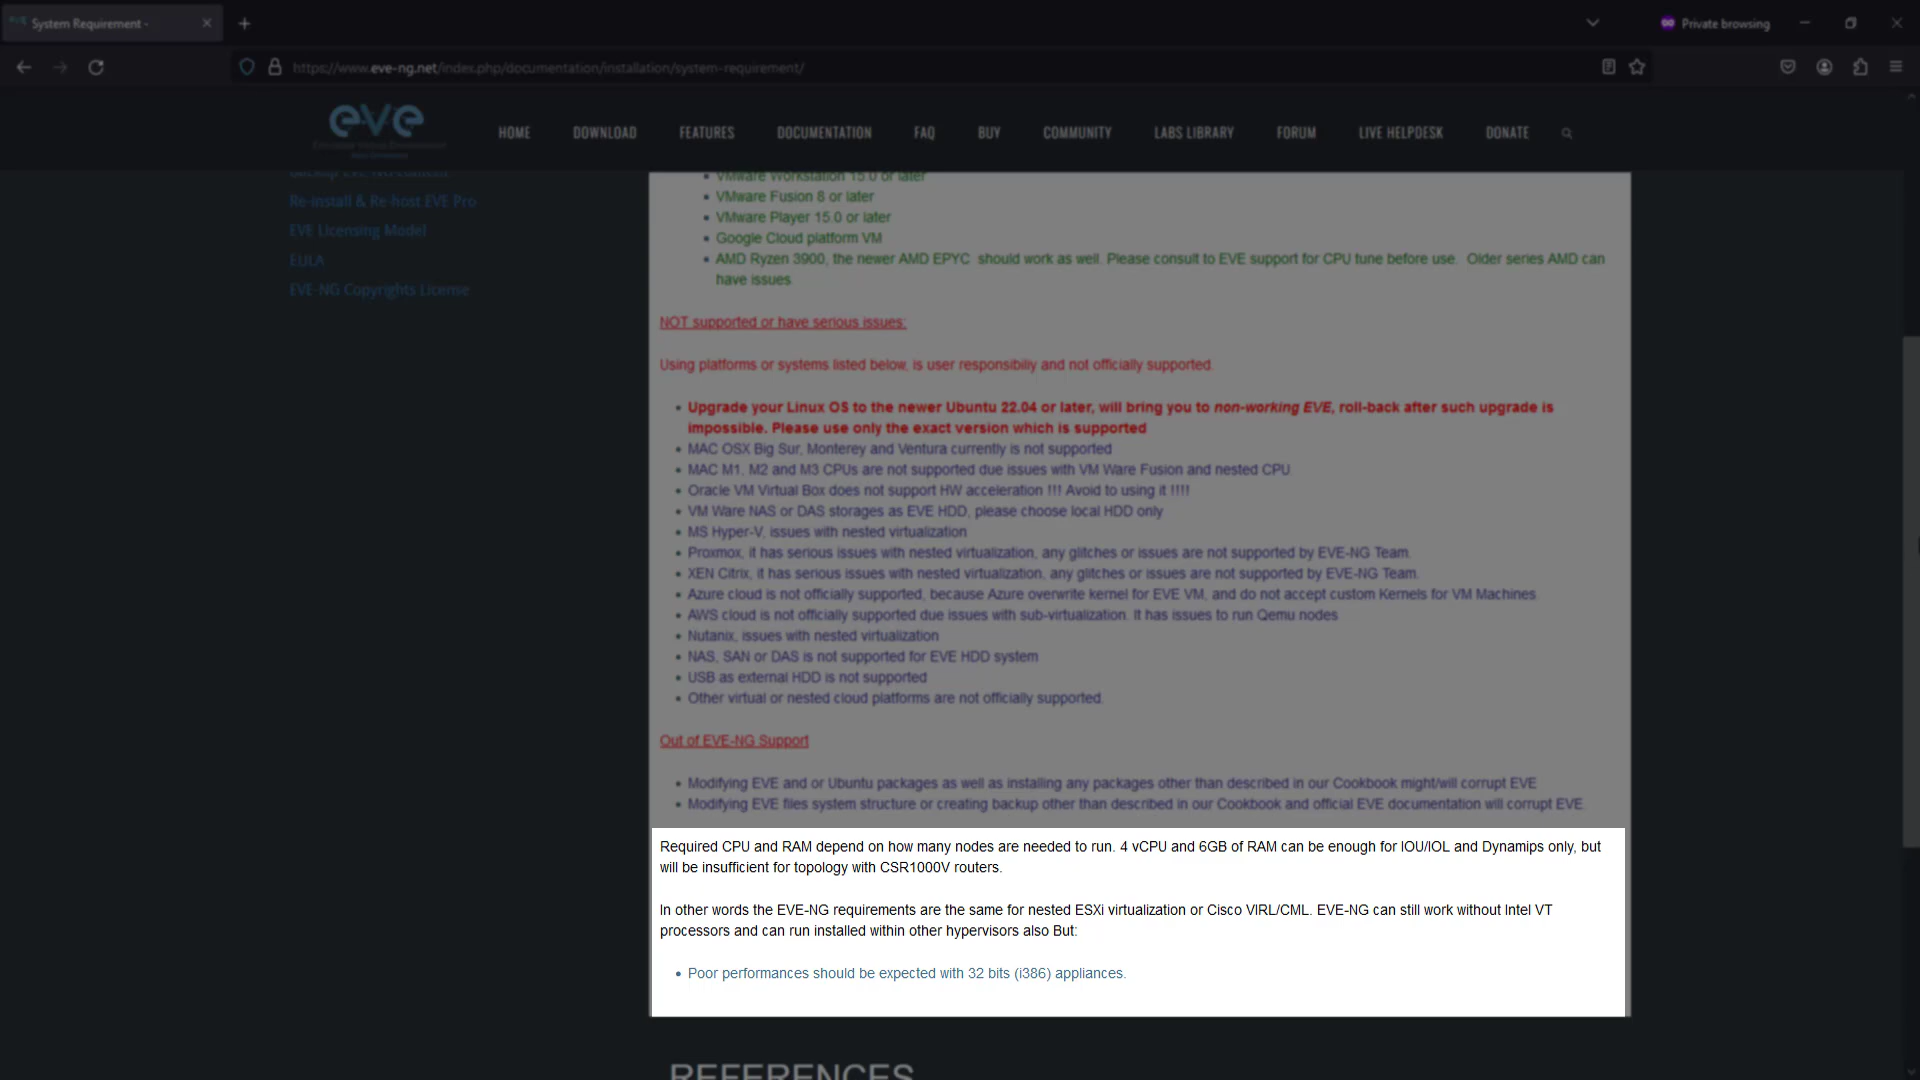 System Requirement -
Private browsing
https://www.eve-ng.net/index.php/documentation/installation/system-requirement/
eve
HOME DOWNLOAD FEATURES DOCUMENTATION FAQ BUY COMMUNITY LABS LIBRARY FORUM LIVE HELPDESK DONATE
Re-install & Re-host EVE Pro
EVE Licensing Model
EULA
EVE-NG Copyrights License
VMware Workstation 15.0 or later
VMware Fusion 8 or later
VMware Player 15.0 or later
Google Cloud platform VM
AMD Ryzen 3900, the newer AMD EPYC should work as well. Please consult to EVE support for CPU tune before use. Older series AMD can
have issues
NOT supported or have serious issues:
Using platforms or systems listed below, is user responsibiliy and not officially supported.
Upgrade your Linux OS to the newer Ubuntu 22.04 or later, will bring you to non-working EVE, roll-back after such upgrade is
impossible. Please use only the exact version which is supported
MAC OSX Big Sur, Monterey and Ventura currently is not supported
MAC M1, M2 and M3 CPUs are not supported due issues with VM Ware Fusion and nested CPU
Oracle VM Virtual Box does not support HW acceleration !!! Avoid to using it !!!!
VM Ware NAS or DAS storages as EVE HDD, please choose local HDD only
MS Hyper-V, issues with nested virtualization
Proxmox, it has serious issues with nested virtualization, any glitches or issues are not supported by EVE-NG Team.
XEN Citrix, it has serious issues with nested virtualization, any glitches or issues are not supported by EVE-NG Team.
Azure cloud is not officially supported, because Azure overwrite kernel for EVE VM, and do not accept custom Kernels for VM Machines
AWS cloud is not officially supported due issues with sub-virtualization. It has issues to run Qemu nodes
Nutanix, issues with nested virtualization
NAS, SAN or DAS is not supported for EVE HDD system
USB as external HDD is not supported
Other virtual or nested cloud platforms are not officially supported.
Out of EVE-NG Support
Modifying EVE and or Ubuntu packages as well as installing any packages other than described in our Cookbook might/will corrupt EVE
Modifying EVE files system structure or creating backup other than described in our Cookbook and official EVE documentation will corrupt EVE.
Required CPU and RAM depend on how many nodes are needed to run. 4 vCPU and 6GB of RAM can be enough for IOU/IOL and Dynamips only, but
will be insufficient for topology with CSR1000V routers.
In other words the EVE-NG requirements are the same for nested ESXi virtualization or Cisco VIRL/CML. EVE-NG can still work without Intel VT
processors and can run installed within other hypervisors also But:
Poor performances should be expected with 32 bits (i386) appliances.
REFERENCES